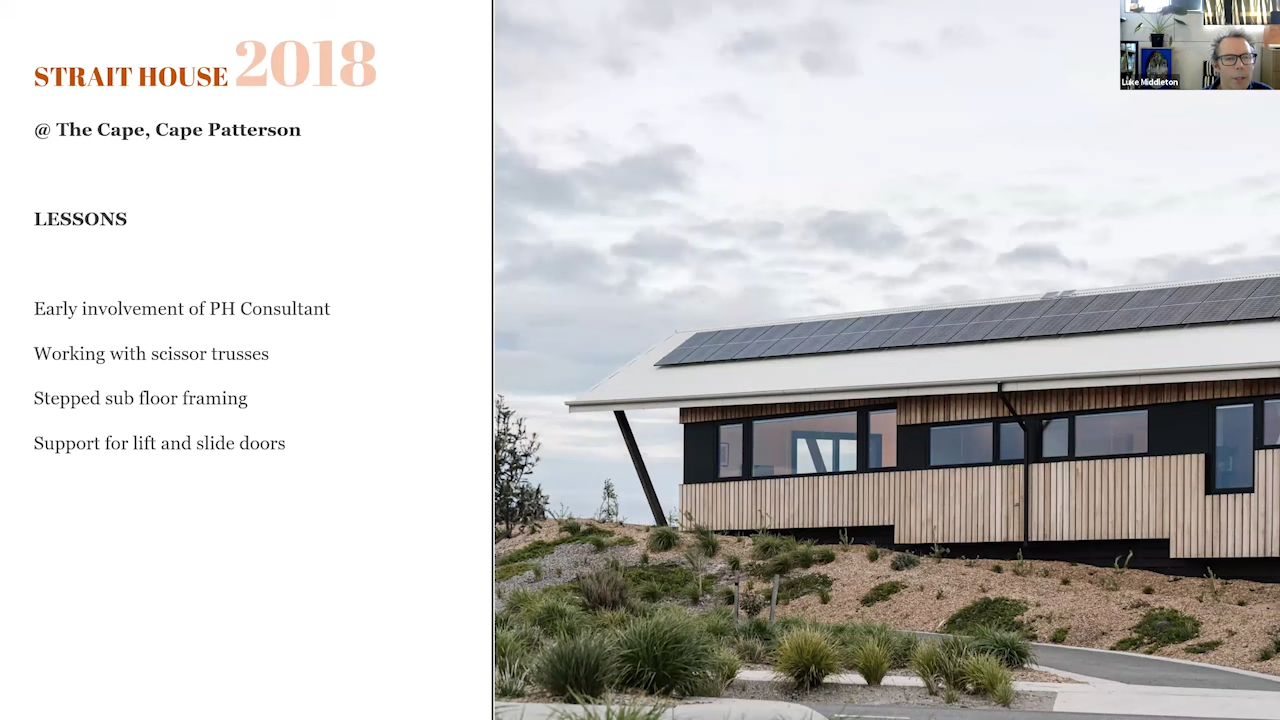 STRAIT HOUSE 2018
@ The Cape, Cape Patterson
LESSONS
Early involvement of PH Consultant
Working with scissor trusses
Stepped sub floor framing
Support for lift and slide doors
Luke Middleton